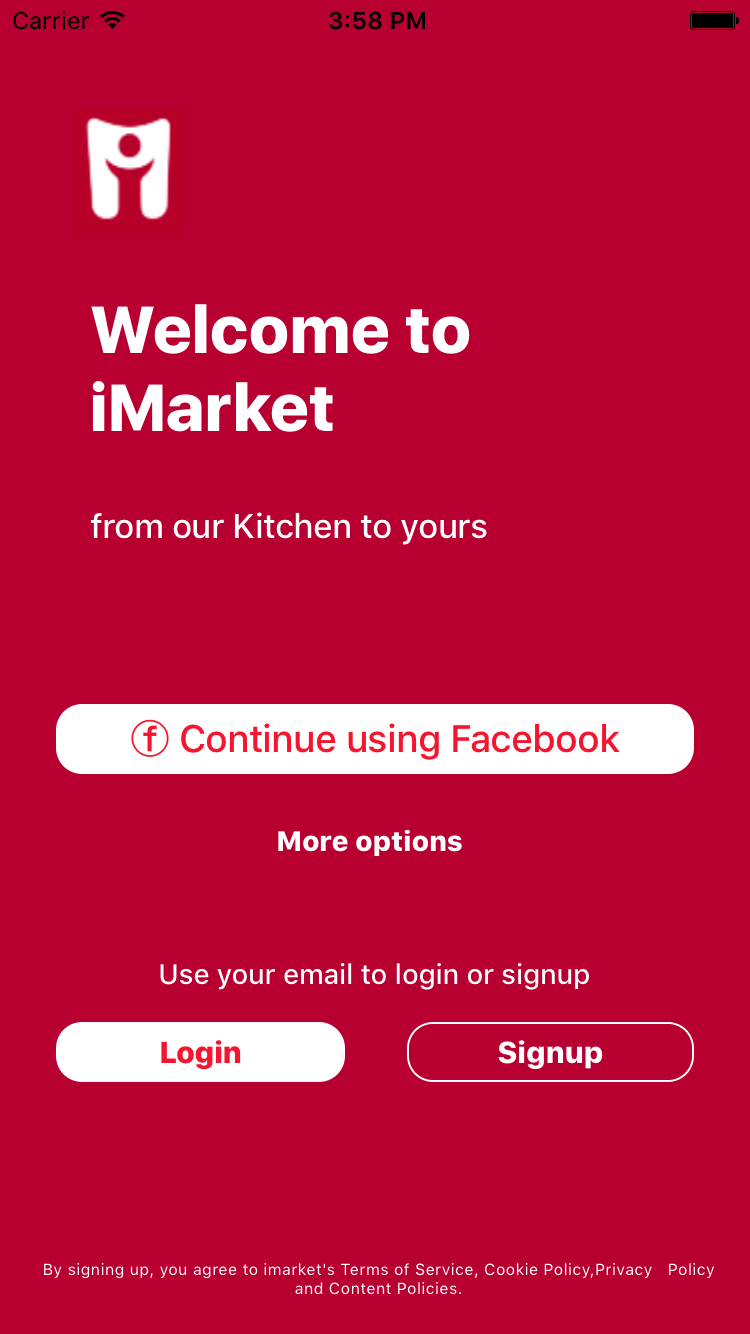 Carrier 3:58 PM
Welcome to
iMarket
from our Kitchen to yours
ⓕ Continue using Facebook
More options
Use your email to login or signup
Login Signup
By signing up, you agree to imarket's Terms of Service, Cookie Policy,Privacy Policy
and Content Policies.